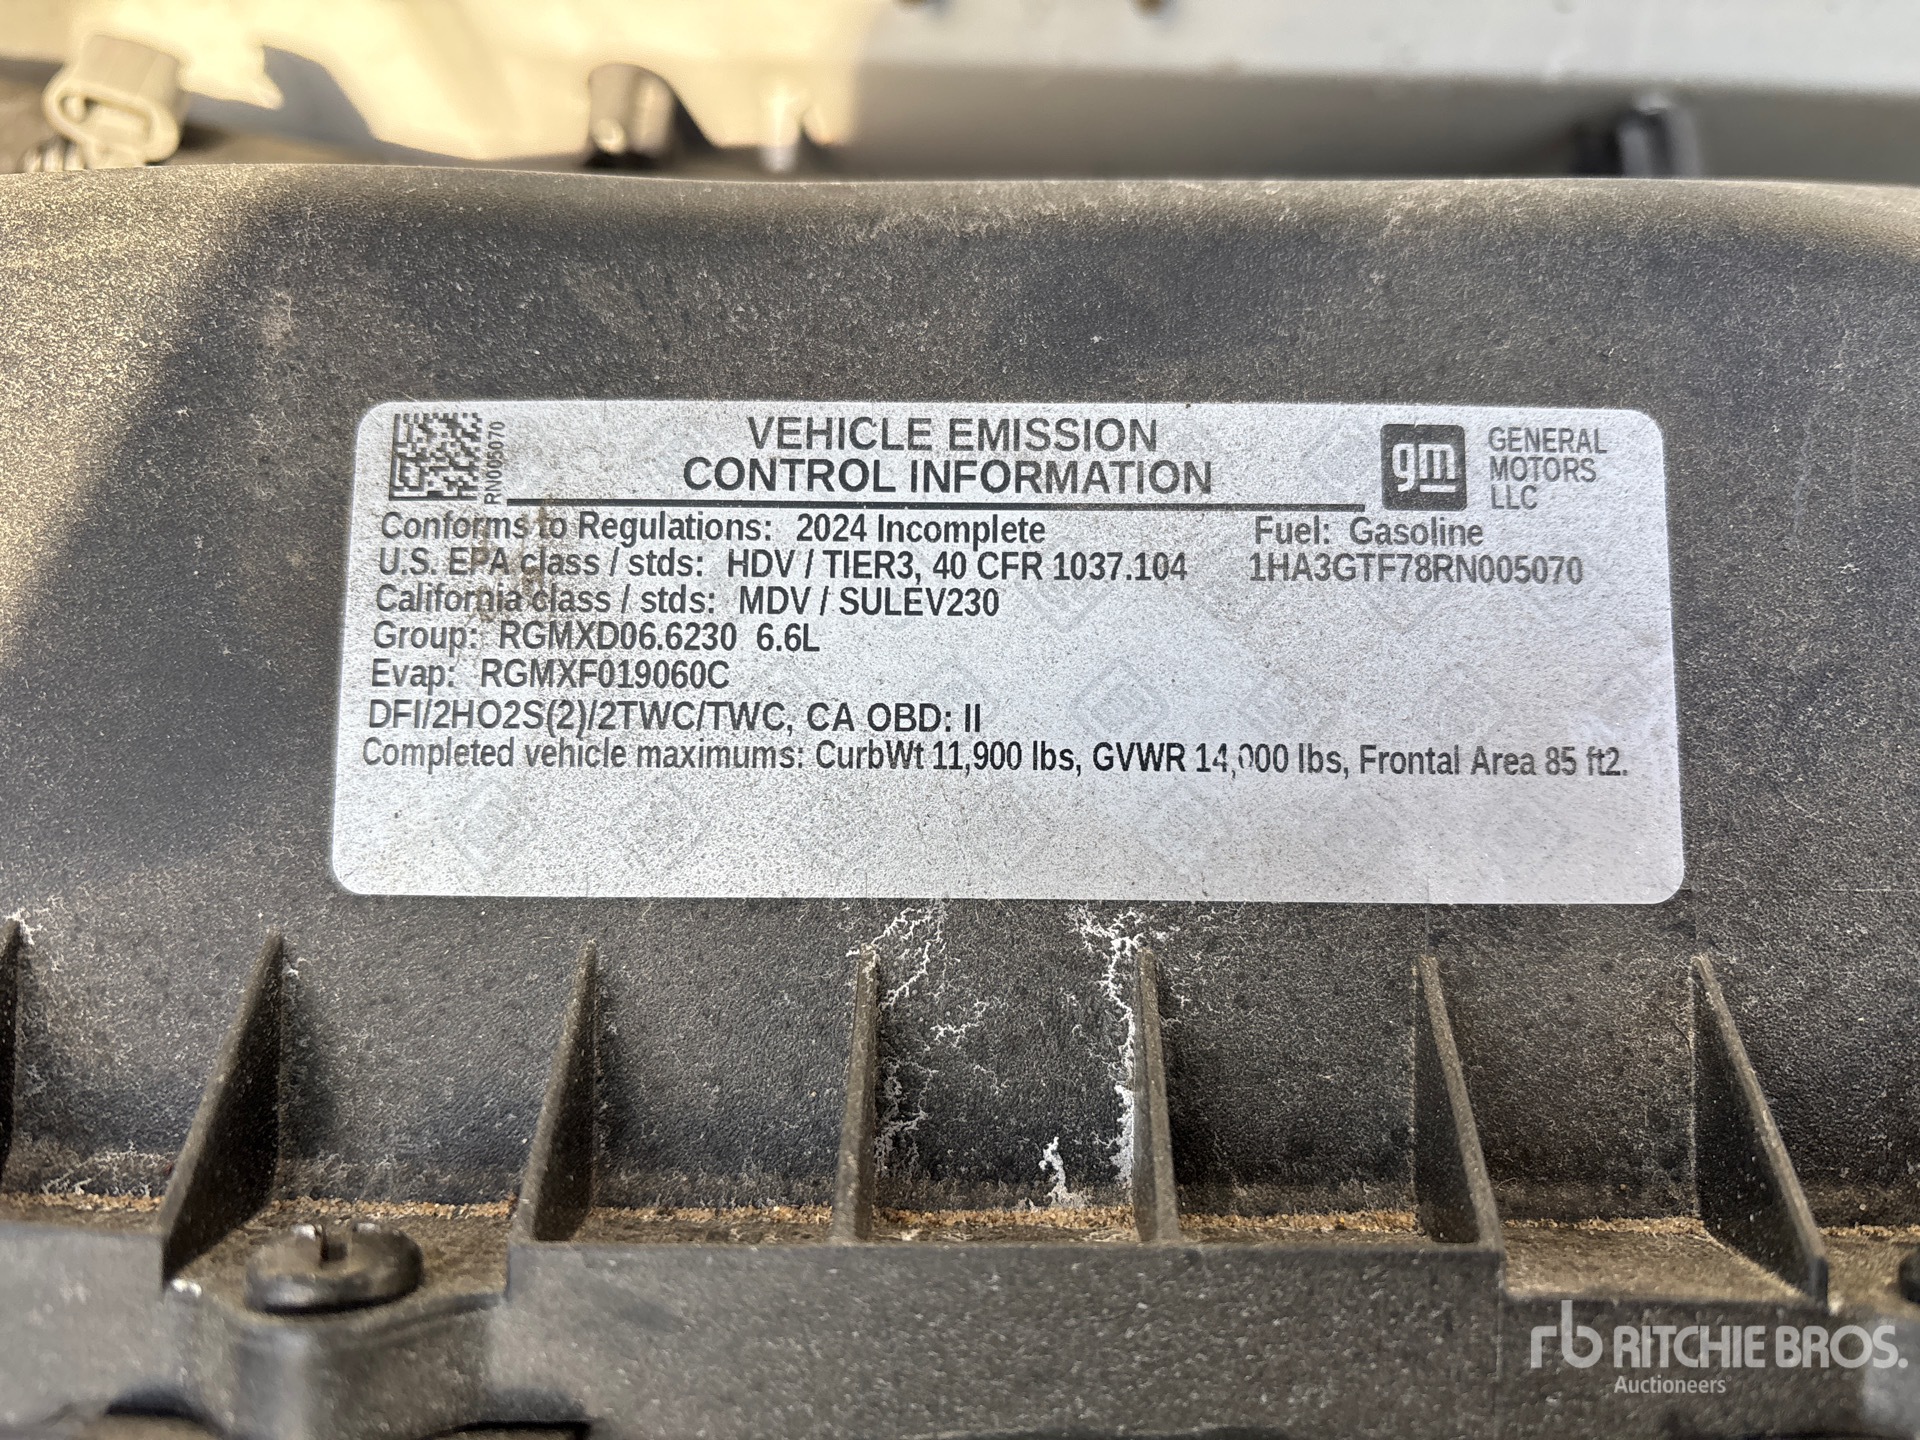 RN005070
VEHICLE EMISSION
CONTROL INFORMATION
gm
GENERAL
MOTORS
LLC
Conforms to Regulations: 2024 Incomplete
Fuel: Gasoline
U.S. EPA class / stds: HDV / TIER3, 40 CFR 1037.104
1HA3GTF78RN005070
California class / stds: MDV / SULEV230
Group: RGMXD06.6230 6.6L
Evap: RGMXF019060C
DFI/2HO2S(2)/2TWC/TWC, CA OBD: II
Completed vehicle maximums: CurbWt 11,900 lbs, GVWR 14,000 lbs, Frontal Area 85 ft2.
rb RITCHIE BROS.
Auctioneers